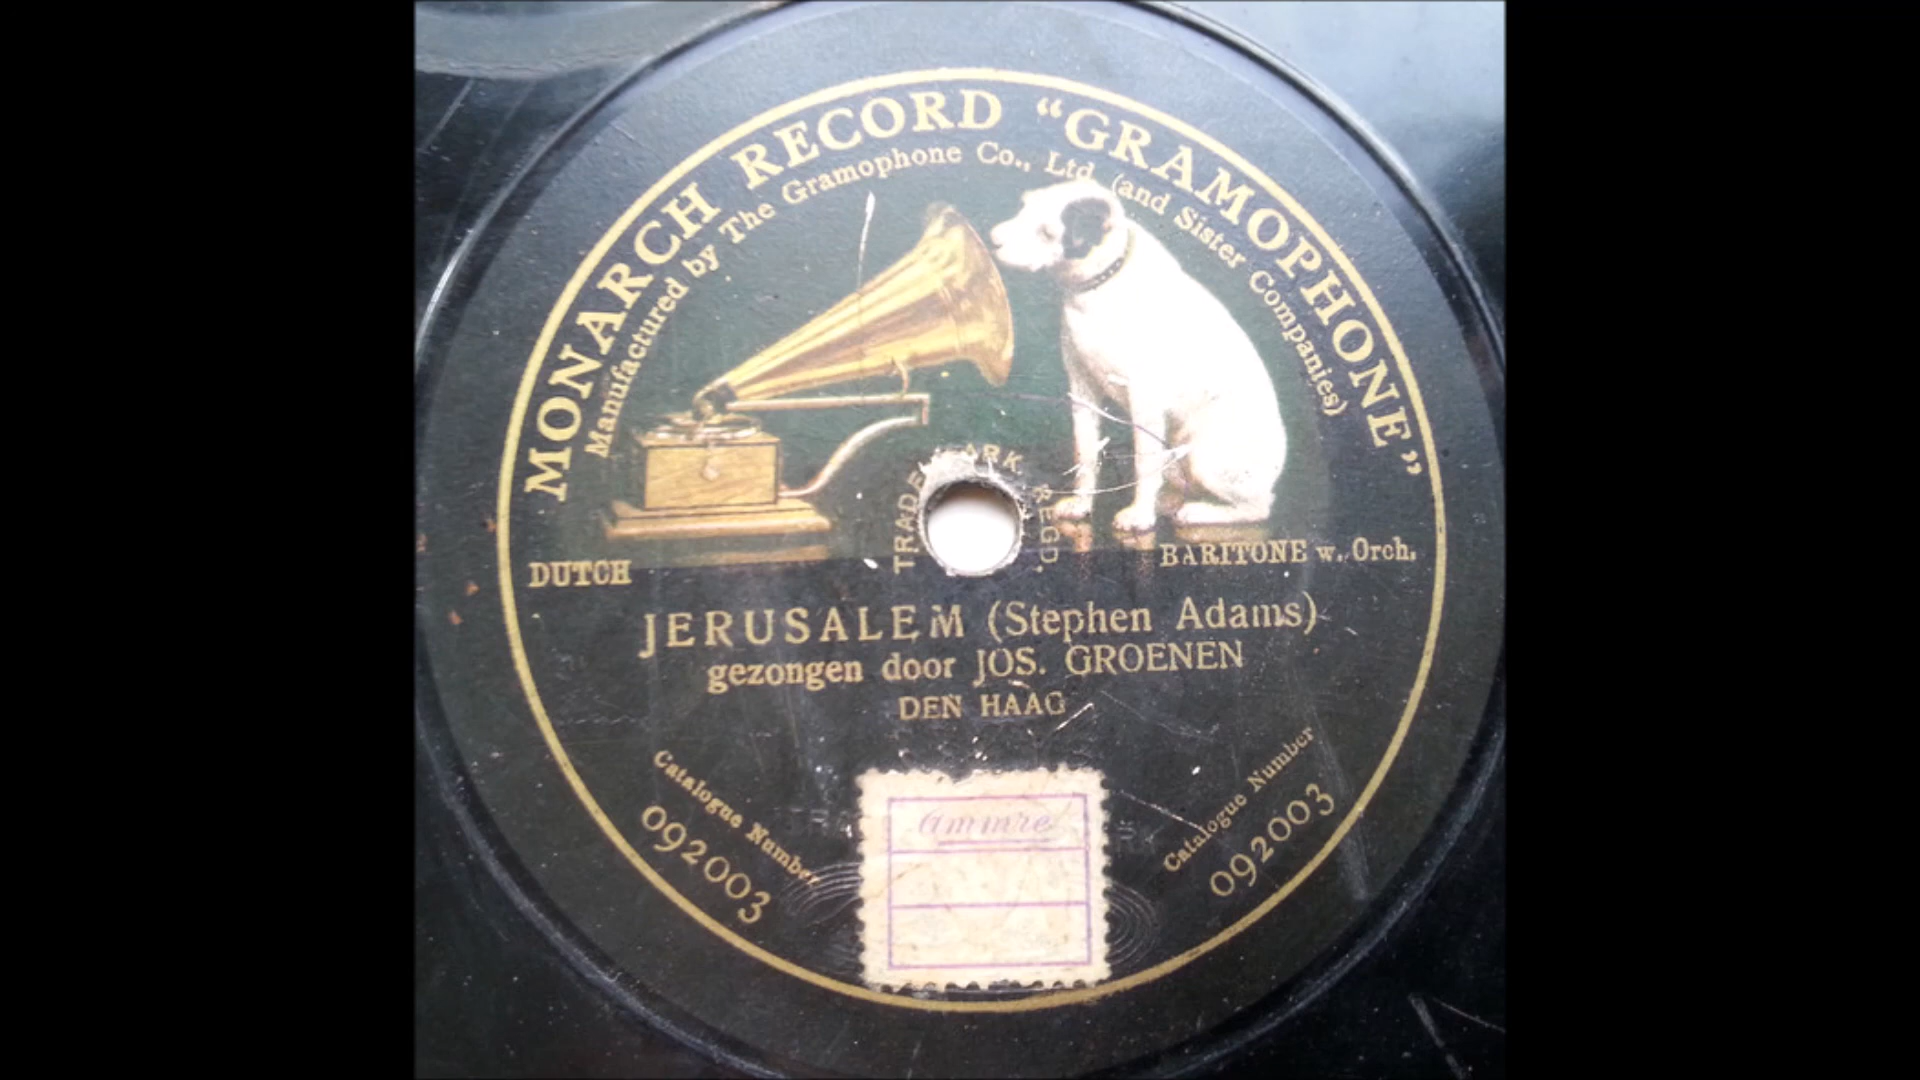 MONARCH RECORD "GRAMOPHONE"
Manufactured by The Gramophone Co., Ltd. (and Sister Companies)
TRADE MARK REGD.
DUTCH
BARITONE w. Orch.
JERUSALEM (Stephen Adams)
gezongen door JOS. GROENEN
DEN HAAG
Catalogue Number
092003
Catalogue Number
092003